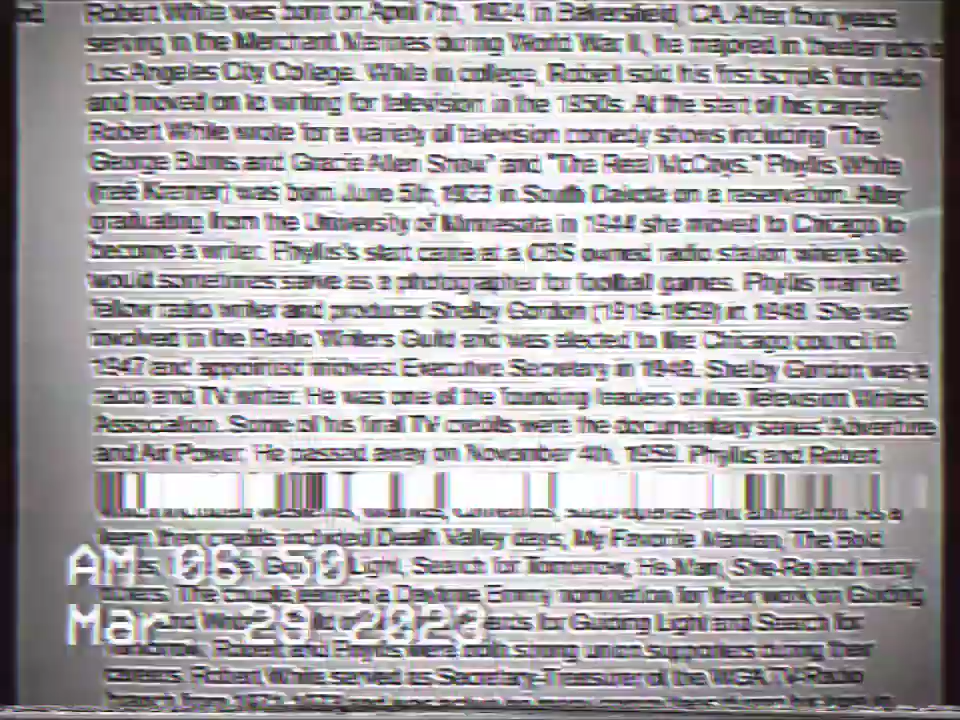 Robert White was born on April 7th, 1924 in Bakersfield, CA. After four years
serving in the Merchant Marines during World War II, he majored in theater arts
Los Angeles City College. While in college, Robert sold his first scripts for radio
and moved on to writing for television in the 1950s. At the start of his career,
Robert White wrote for a variety of television comedy shows including "The
George Burns and Gracie Allen Show" and "The Real McCoys." Phyllis White
(neé Kramer) was born June 5th, in South Dakota on a reservation. After
graduating from the University of Minnesota in 1944 she moved to Chicago to
become a writer. Phyllis's start came at a CBS owned radio station where she
would sometimes serve as a photographer for football games. Phyllis married
fellow radio writer and producer Shelby Gordon (1919-1959) in 1948. She was
involved in the Radio Writers Guild and was elected to the Chicago council in
1947 and appointed Executive Secretary in 1949. Shelby Gordon was a
radio and TV writer. He was one of the founding leaders of the Television Writers
Association. Some of his final TV credits were the documentary series' Adventure
and Air Power. He passed away on November 4th, 1959. Phyllis and Robert
team their credits included Death Valley days, My Favorite Martian, The Bold
Light, Search for Tomorrow, He-Man, She-Ra and many
The couple earned a Daytime Emmy nomination for their work on Guiding
for Guiding Light and Search for
Robert and Phyllis were both strong union supporters during their
careers. Robert White served as Secretary-Treasurer of the WGA TV-Radio
AM 06:50
Mar. 29 2023